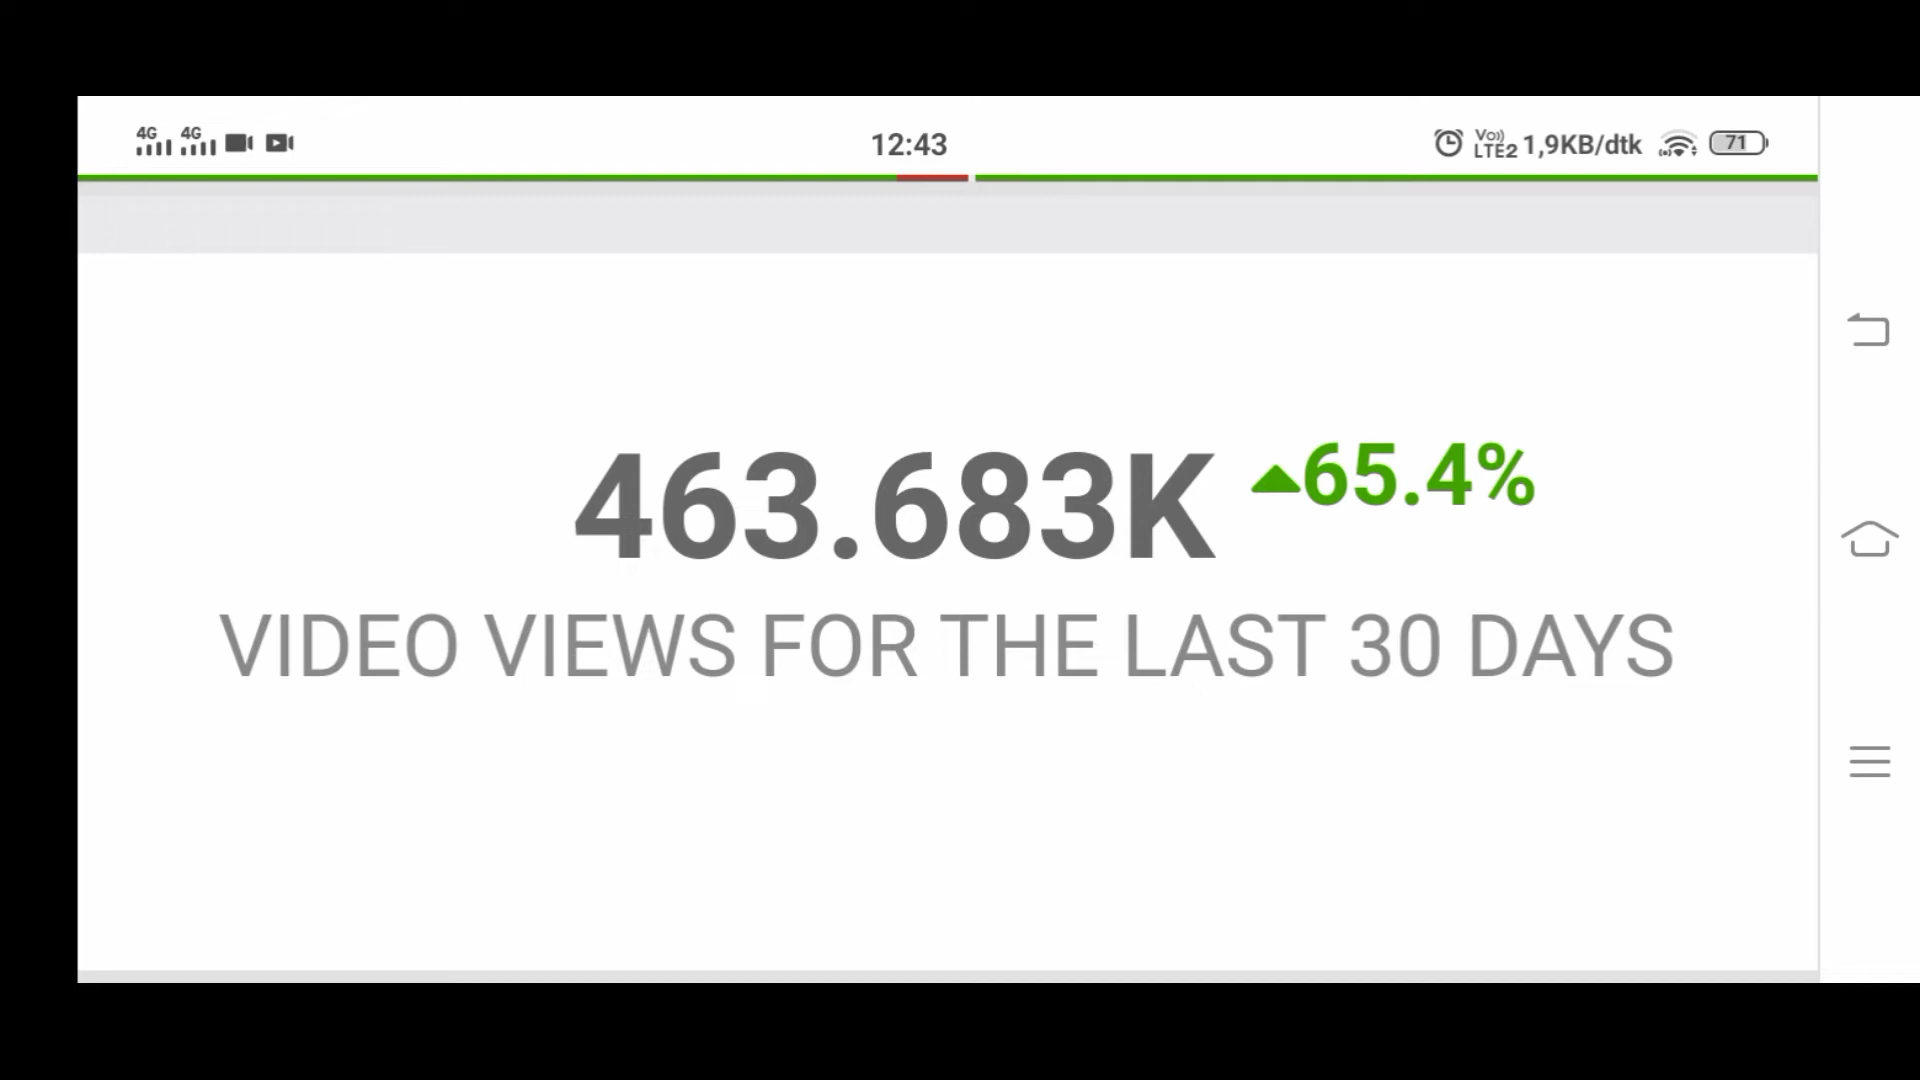 4G 4G 12:43 Vo)) LTE2 1,9KB/dtk 71
463.683K 65.4%
VIDEO VIEWS FOR THE LAST 30 DAYS